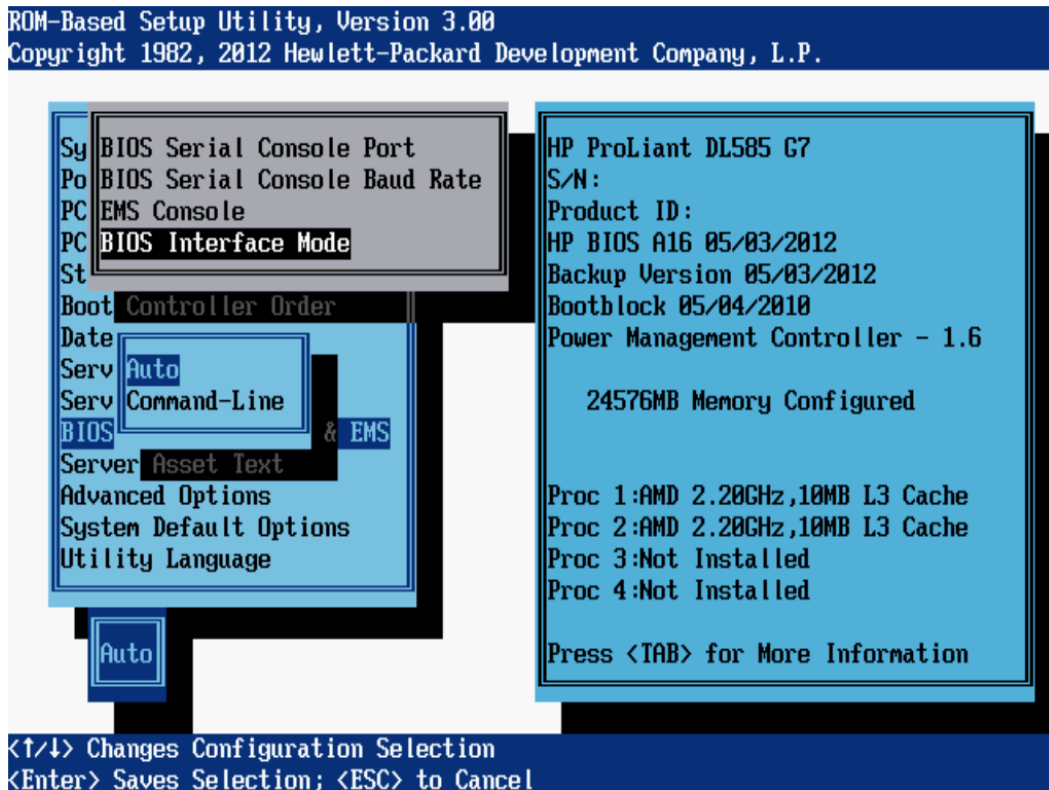 ROM-Based Setup Utility, Version 3.00
Copyright 1982, 2012 Hewlett-Packard Development Company, L.P.
BIOS Serial Console Port
BIOS Serial Console Baud Rate
EMS Console
BIOS Interface Mode
Sy
Po
PC
PC
St
Boot Controller Order
Date
Serv
Serv
Auto
Command-Line
BIOS & EMS
Server Asset Text
Advanced Options
System Default Options
Utility Language
Auto
HP ProLiant DL585 G7
S/N:
Product ID:
HP BIOS A16 05/03/2012
Backup Version 05/03/2012
Bootblock 05/04/2010
Power Management Controller - 1.6
24576MB Memory Configured
Proc 1:AMD 2.20GHz,10MB L3 Cache
Proc 2:AMD 2.20GHz,10MB L3 Cache
Proc 3:Not Installed
Proc 4:Not Installed
Press <TAB> for More Information
<↑/↓> Changes Configuration Selection
<Enter> Saves Selection; <ESC> to Cancel